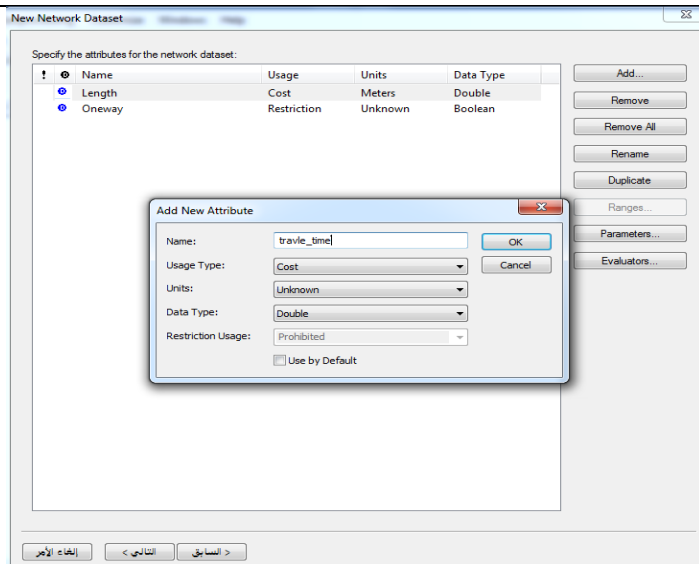 New Network Dataset
Specify the attributes for the network dataset:
! Name Usage Units Data Type
Length Cost Meters Double
Oneway Restriction Unknown Boolean
Add...
Remove
Remove All
Rename
Duplicate
Ranges...
Parameters...
Evaluators...
Add New Attribute
Name: travle_time OK
Usage Type: Cost Cancel
Units: Unknown
Data Type: Double
Restriction Usage: Prohibited
Use by Default
< السابق التالي > إلغاء الأمر